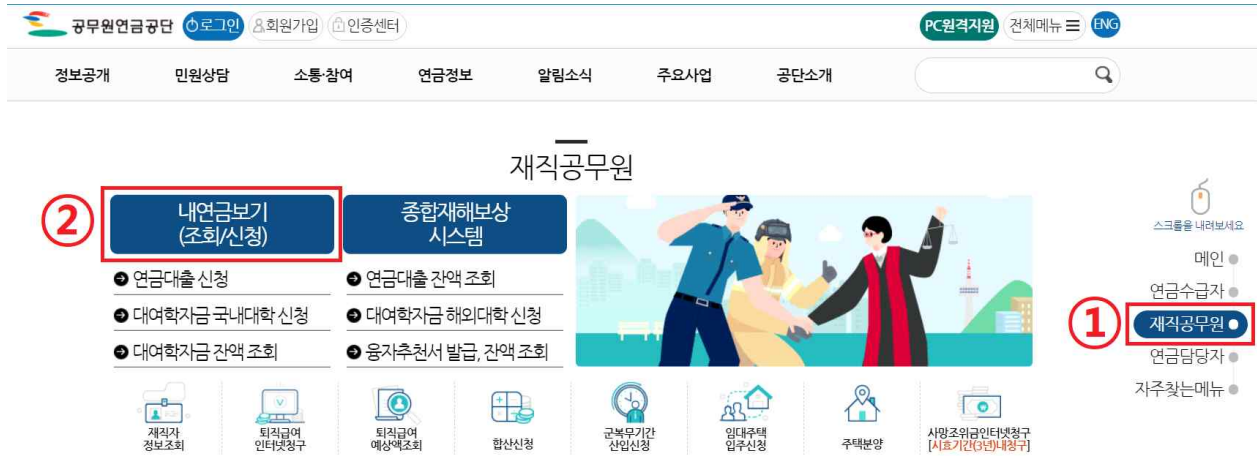 공무원연금공단 로그인 회원가입 인증센터 PC원격지원 전체메뉴 ENG
정보공개 민원상담 소통·참여 연금정보 알림소식 주요사업 공단소개
재직공무원
②
내연금보기
(조회/신청)
종합재해보상
시스템
연금대출 신청
연금대출 잔액 조회
대여학자금 국내대학 신청
대여학자금 해외대학 신청
대여학자금 잔액 조회
융자추천서 발급, 잔액 조회
재직자
정보조회
퇴직급여
인터넷청구
퇴직급여
예상액조회
합산신청
군복무기간
산입신청
임대주택
입주신청
주택분양
사망조위금인터넷청구
[시효기간(3년)내청구]
스크롤을 내려보세요
메인
연금수급자
①
재직공무원
연금담당자
자주찾는메뉴